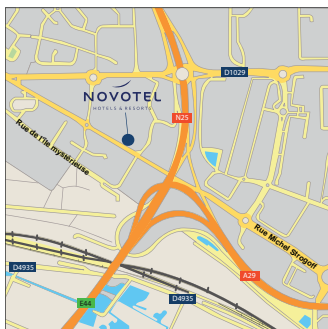 D1029
NOVOTEL
HOTELS & RESORTS
N25
Rue de l'île mystérieuse
Rue Michel Strogoff
D4935
A29
D4935
E44